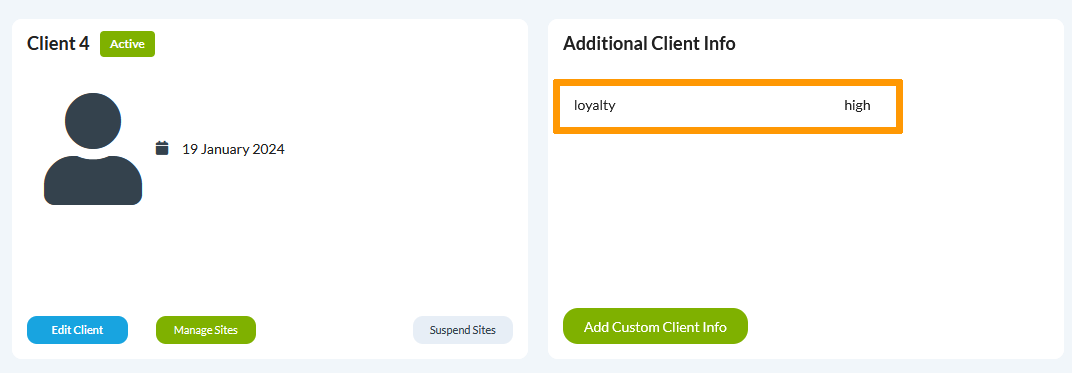 Client 4 Active
19 January 2024
Edit Client Manage Sites Suspend Sites
Additional Client Info
loyalty high
Add Custom Client Info